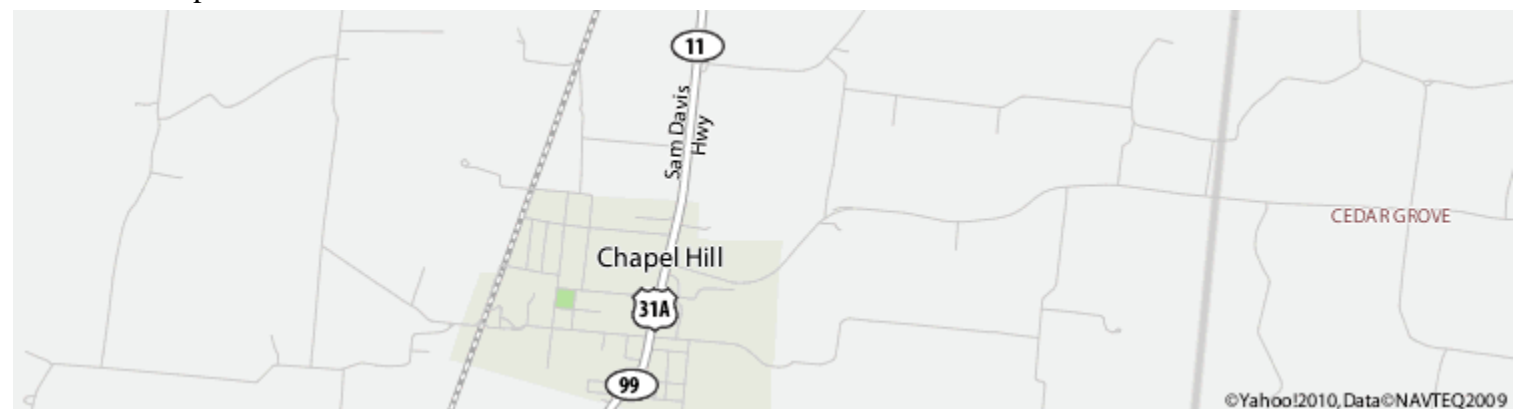 11
Sam Davis
Hwy
CEDAR GROVE
Chapel Hill
31A
99
©Yahoo!2010, Data©NAVTEQ2009